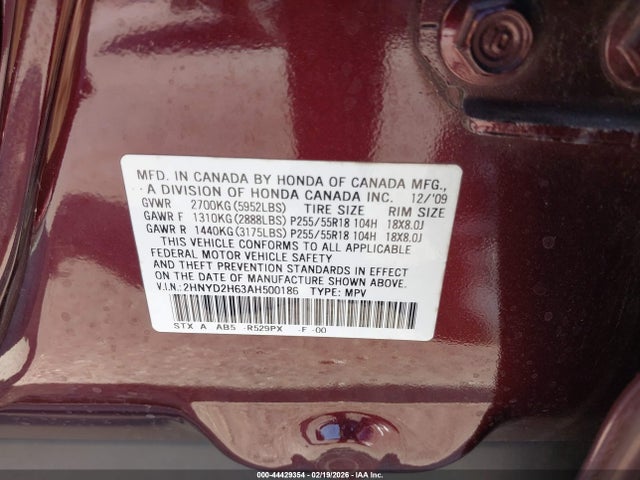 MFD. IN CANADA BY HONDA OF CANADA MFG.,
A DIVISION OF HONDA CANADA INC. 12/'09
GVWR 2700KG(5952LBS) TIRE SIZE RIM SIZE
GAWR F 1310KG(2888LBS) P255/55R18 104H 18X8.0J
GAWR R 1440KG(3175LBS) P255/55R18 104H 18X8.0J
THIS VEHICLE CONFORMS TO ALL APPLICABLE
FEDERAL MOTOR VEHICLE SAFETY
AND THEFT PREVENTION STANDARDS IN EFFECT
ON THE DATE OF MANUFACTURE SHOWN ABOVE.
V.I.N.:2HNYD2H63AH500186 TYPE: MPV
STX A AB5 -R529PX -F -00
000-44429354 | 02/19/2026 - IAA Inc.